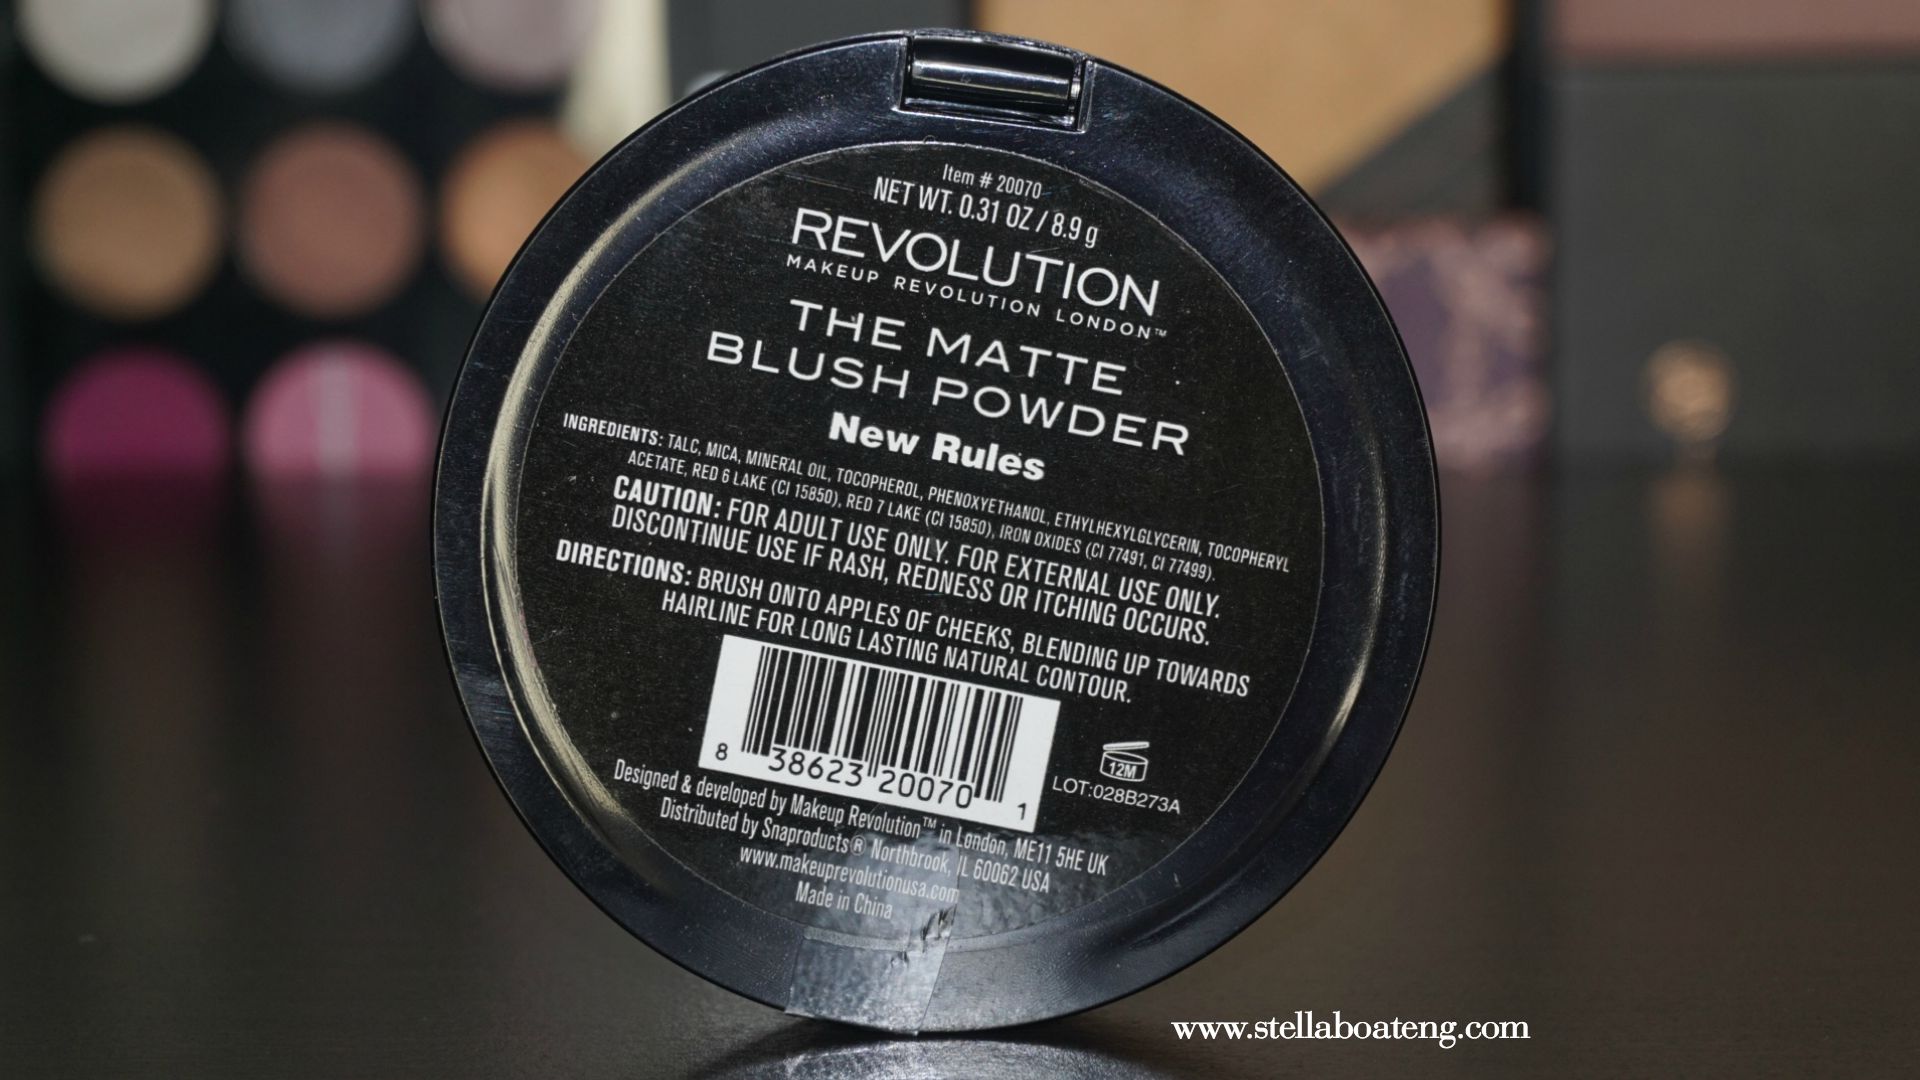 Item # 20070
NET WT. 0.31 OZ / 8.9 g
REVOLUTION
MAKEUP REVOLUTION LONDON™
THE MATTE
BLUSH POWDER
New Rules
INGREDIENTS: TALC, MICA, MINERAL OIL, TOCOPHEROL, PHENOXYETHANOL, ETHYLHEXYLGLYCERIN, TOCOPHERYL
ACETATE, RED 6 LAKE (CI 15850), RED 7 LAKE (CI 15850), IRON OXIDES (CI 77491, CI 77499).
CAUTION: FOR ADULT USE ONLY. FOR EXTERNAL USE ONLY.
DISCONTINUE USE IF RASH, REDNESS OR ITCHING OCCURS.
DIRECTIONS: BRUSH ONTO APPLES OF CHEEKS, BLENDING UP TOWARDS
HAIRLINE FOR LONG LASTING NATURAL CONTOUR.
8 38623 20070 1
12M
LOT:028B273A
Designed & developed by Makeup Revolution™ in London, ME11 5HE UK
Distributed by Snaproducts® Northbrook, IL 60062 USA
www.makeuprevolutionusa.com
Made in China
www.stellaboateng.com